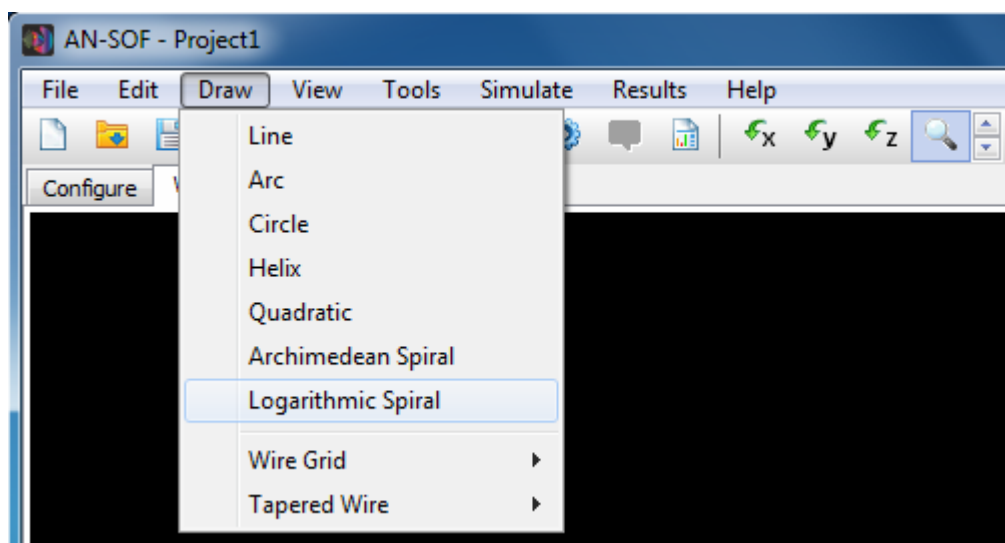 AN-SOF - Project1
File Edit Draw View Tools Simulate Results Help
x y z
Configure
Line
Arc
Circle
Helix
Quadratic
Archimedean Spiral
Logarithmic Spiral
Wire Grid
Tapered Wire